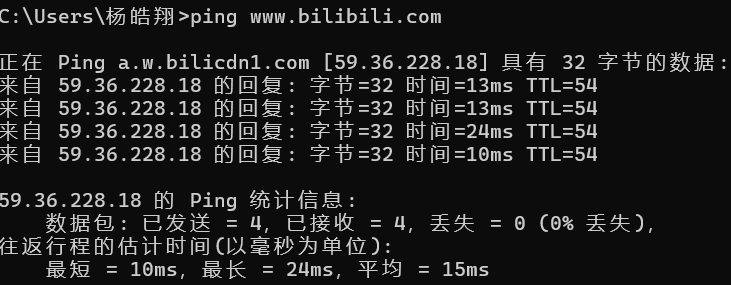 C:\Users\杨皓翔>ping www.bilibili.com
正在 Ping a.w.bilicdn1.com [59.36.228.18] 具有 32 字节的数据:
来自 59.36.228.18 的回复: 字节=32 时间=13ms TTL=54
来自 59.36.228.18 的回复: 字节=32 时间=13ms TTL=54
来自 59.36.228.18 的回复: 字节=32 时间=24ms TTL=54
来自 59.36.228.18 的回复: 字节=32 时间=10ms TTL=54
59.36.228.18 的 Ping 统计信息:
数据包: 已发送 = 4, 已接收 = 4, 丢失 = 0 (0% 丢失),
往返行程的估计时间(以毫秒为单位):
最短 = 10ms, 最长 = 24ms, 平均 = 15ms